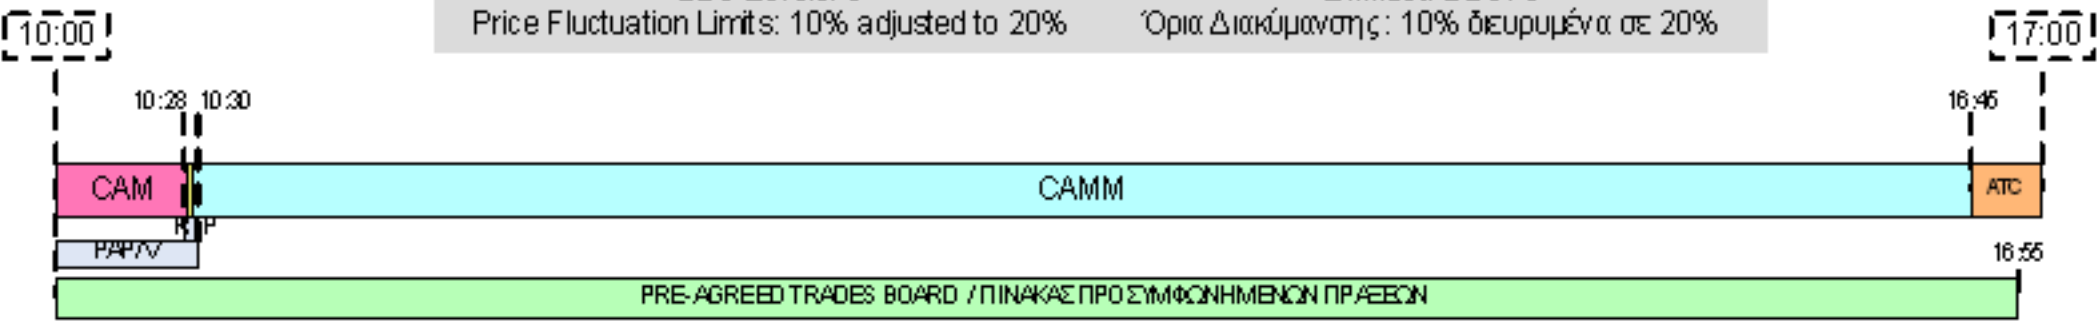 10:00
Price Fluctuation Limits: 10% adjusted to 20% Όρια Διακύμανσης: 10% διευρυμένα σε 20%
17:00
10:28 10:30
16:45
CAM
CAMM
ATC
P
PAP/V
16:55
PRE-AGREED TRADES BOARD / ΠΙΝΑΚΑΣ ΠΡΟΣΥΜΦΩΝΗΜΕΝΩΝ ΠΡΑΞΕΩΝ